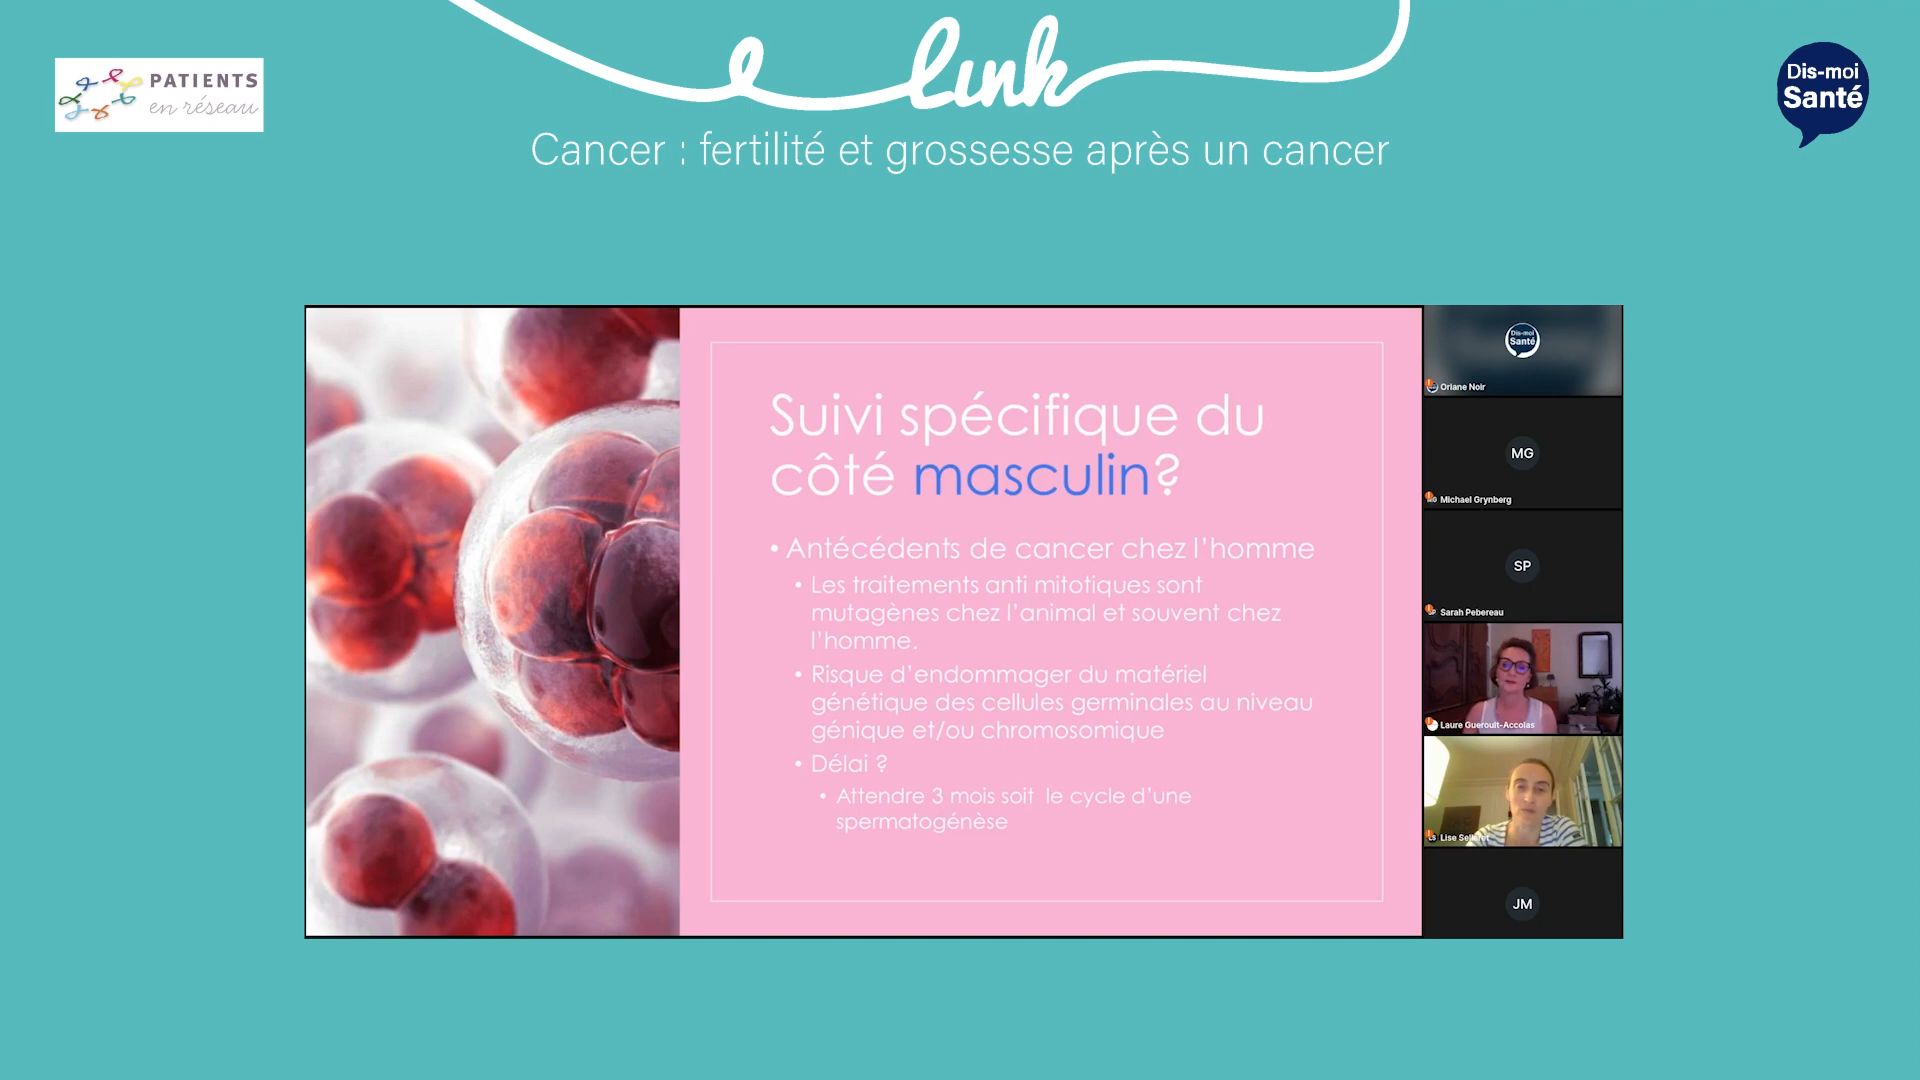 link
PATIENTS
en réseau
Dis-moi
Santé
Cancer : fertilité et grossesse après un cancer
Suivi spécifique du
côté masculin?
• Antécédents de cancer chez l'homme
• Les traitements anti mitotiques sont
mutagènes chez l'animal et souvent chez
l'homme.
• Risque d'endommager du matériel
génétique des cellules germinales au niveau
génique et/ou chromosomique
• Délai ?
• Attendre 3 mois soit le cycle d'une
spermatogénèse
Dis-moi
Santé
Oriane Noir
MG
Michael Grynberg
SP
Sarah Pebereau
Laure Gueroult-Accolas
Lise
JM